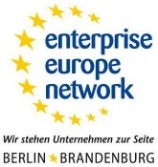 enterprise
europe
network
Wir stehen Unternehmen zur Seite
BERLIN ★ BRANDENBURG